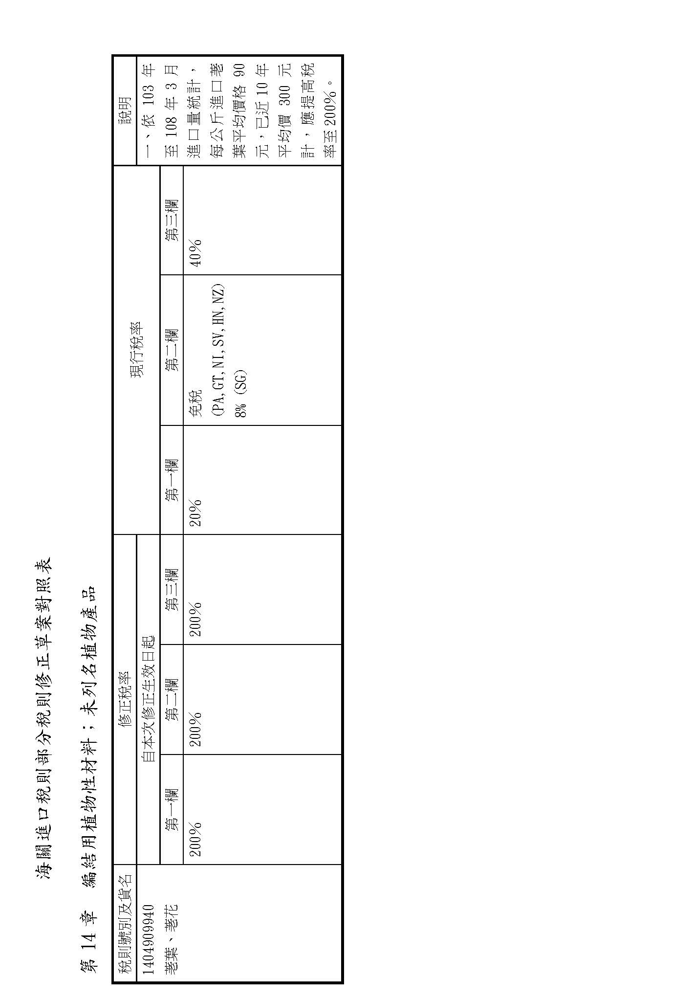 海關進口稅則部分稅則修正草案對照表
第 14 章　編結用植物性材料；未列名植物產品
稅則號別及貨名
修正稅率
現行稅率
說明
自本次修正生效日起
第一欄
第二欄
第三欄
第一欄
第二欄
第三欄
1404909940
荖葉、荖花
200%
200%
200%
20%
免稅
(PA,GT,NI,SV,HN,NZ)
8% (SG)
40%
一、依 103 年
至 108 年 3 月
進口量統計，
每公斤進口荖
葉平均價格 90
元，已近 10 年
平均價 300 元
計，應提高稅
率至 200%。